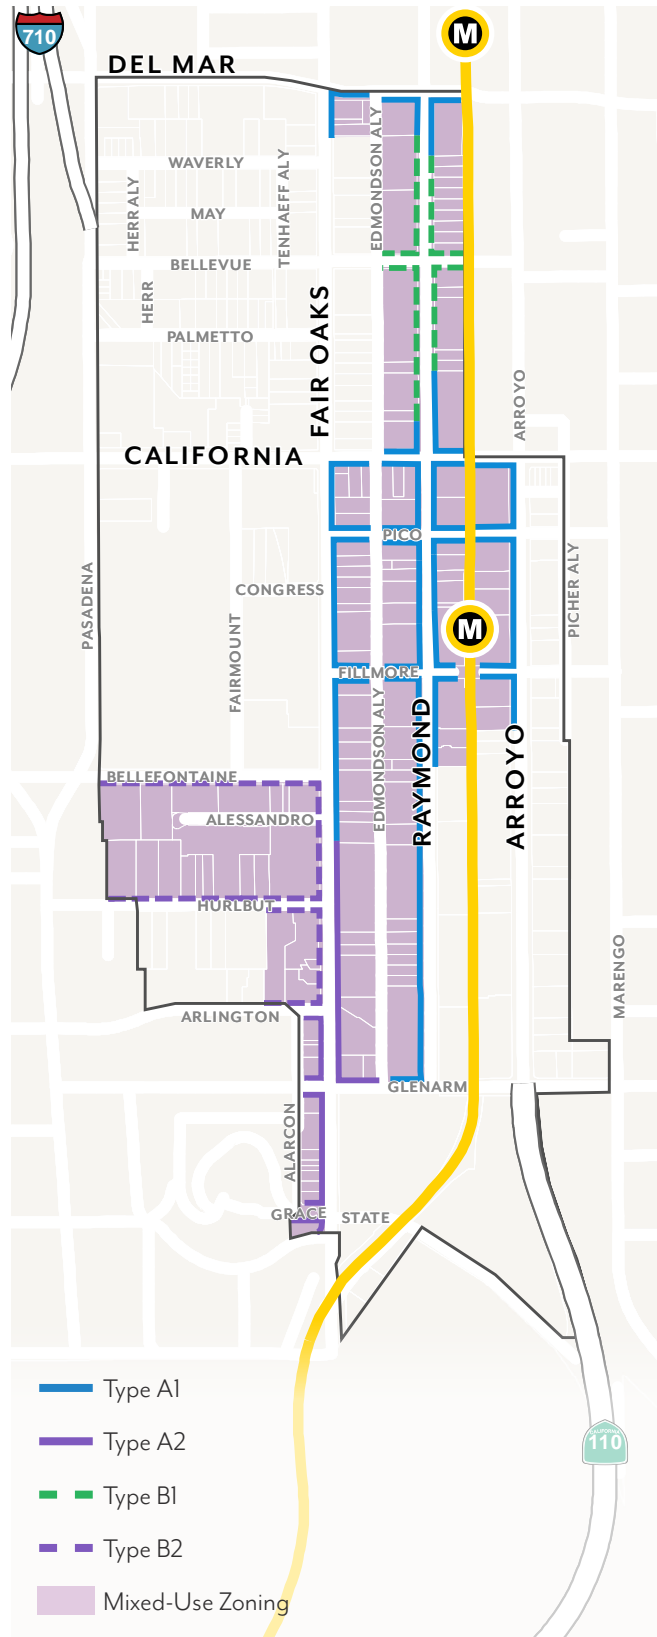 710
M
DEL MAR
WAVERLY
HERR ALY
TENHAEFF ALY
EDMONDSON ALY
MAY
BELLEVUE
HERR
FAIR OAKS
PALMETTO
ARROYO
CALIFORNIA
PICO
PASADENA
CONGRESS
PICHER ALY
FAIRMOUNT
M
FILLMORE
EDMONDSON ALY
RAYMOND
ARROYO
BELLEFONTAINE
ALESSANDRO
HURLBUT
MARENGO
ARLINGTON
GLENARM
ALARCON
GRACE
STATE
Type A1
Type A2
CALIFORNIA
110
Type B1
Type B2
Mixed-Use Zoning